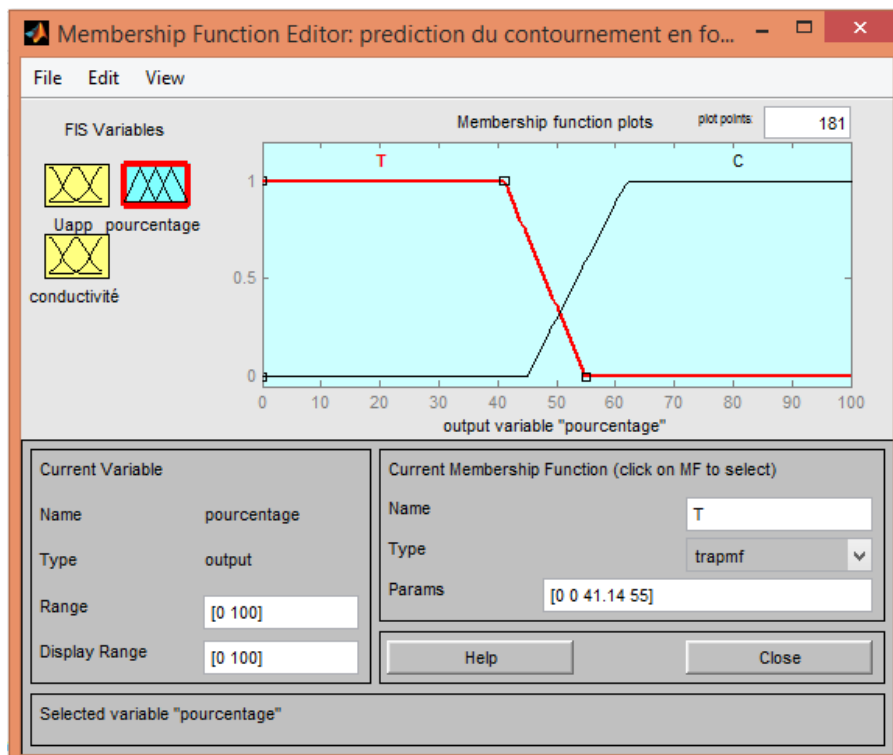 Membership Function Editor: prediction du contournement en fo...
File Edit View
FIS Variables
Membership function plots
plot points: 181
Uapp pourcentage
conductivité
T
C
1
0.5
0
0 10 20 30 40 50 60 70 80 90 100
output variable "pourcentage"
Current Variable
Name pourcentage
Type output
Range [0 100]
Display Range [0 100]
Current Membership Function (click on MF to select)
Name T
Type trapmf
Params [0 0 41.14 55]
Help Close
Selected variable "pourcentage"